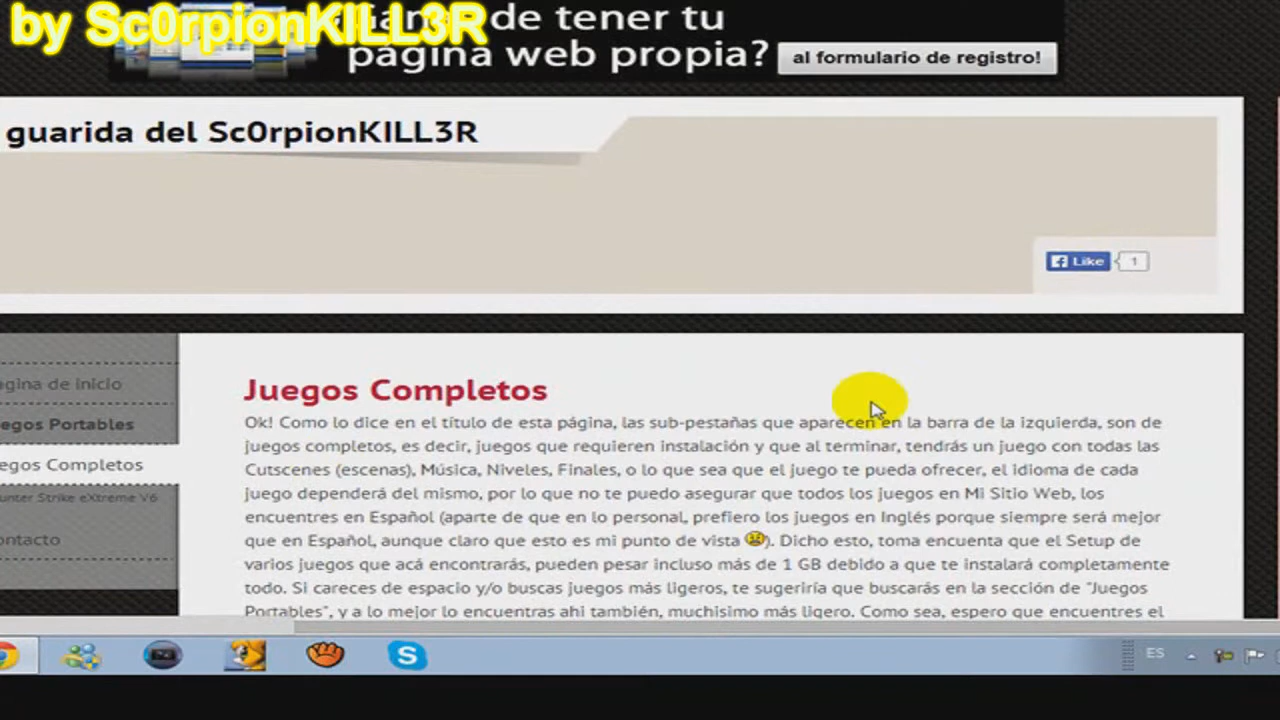 by Sc0rpionKILL3R
de tener tu
página web propia?
al formulario de registro!
guarida del Sc0rpionKILL3R
Like
1
ágina de inicio
egos Portables
egos Completos
unter Strike eXtreme V6
ontacto
Juegos Completos
Ok! Como lo dice en el título de esta página, las sub-pestañas que aparecen en la barra de la izquierda, son de
juegos completos, es decir, juegos que requieren instalación y que al terminar, tendrás un juego con todas las
Cutscenes (escenas), Música, Niveles, Finales, o lo que sea que el juego te pueda ofrecer, el idioma de cada
juego dependerá del mismo, por lo que no te puedo asegurar que todos los juegos en Mi Sitio Web, los
encuentres en Español (aparte de que en lo personal, prefiero los juegos en Inglés porque siempre será mejor
que en Español, aunque claro que esto es mi punto de vista ). Dicho esto, toma encuenta que el Setup de
varios juegos que acá encontrarás, pueden pesar incluso más de 1 GB debido a que te instalará completamente
todo. Si careces de espacio y/o buscas juegos más ligeros, te sugeriría que buscarás en la sección de "Juegos
Portables", y a lo mejor lo encuentras ahi también, muchisimo más ligero. Como sea, espero que encuentres el
ES